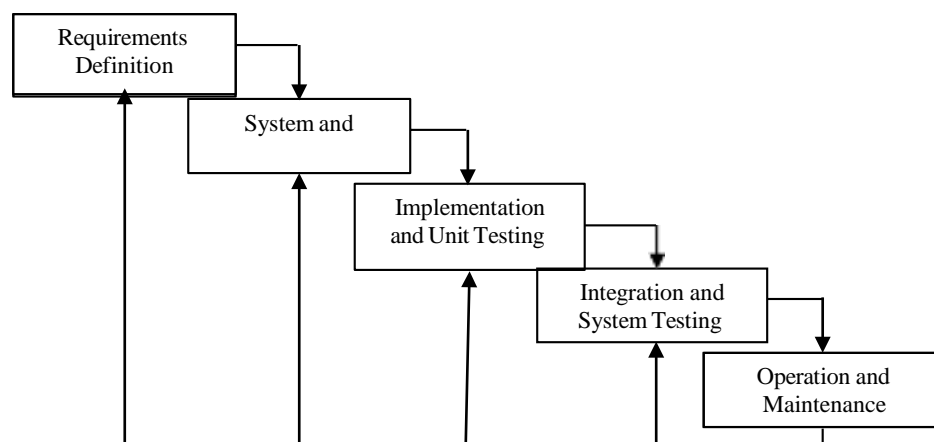 Requirements
Definition
System and
Implementation
and Unit Testing
Integration and
System Testing
Operation and
Maintenance